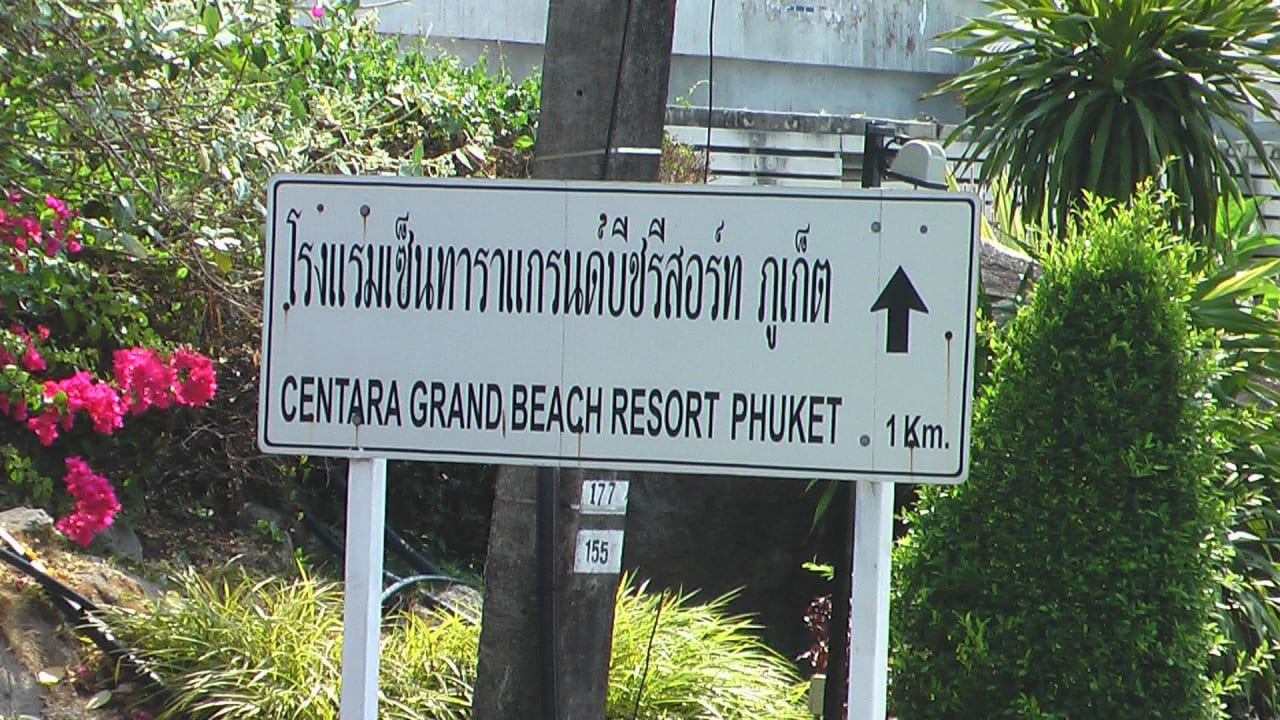 โรงแรมเซ็นทาราแกรนด์บีชรีสอร์ท ภูเก็ต
CENTARA GRAND BEACH RESORT PHUKET 1 Km.
177
155